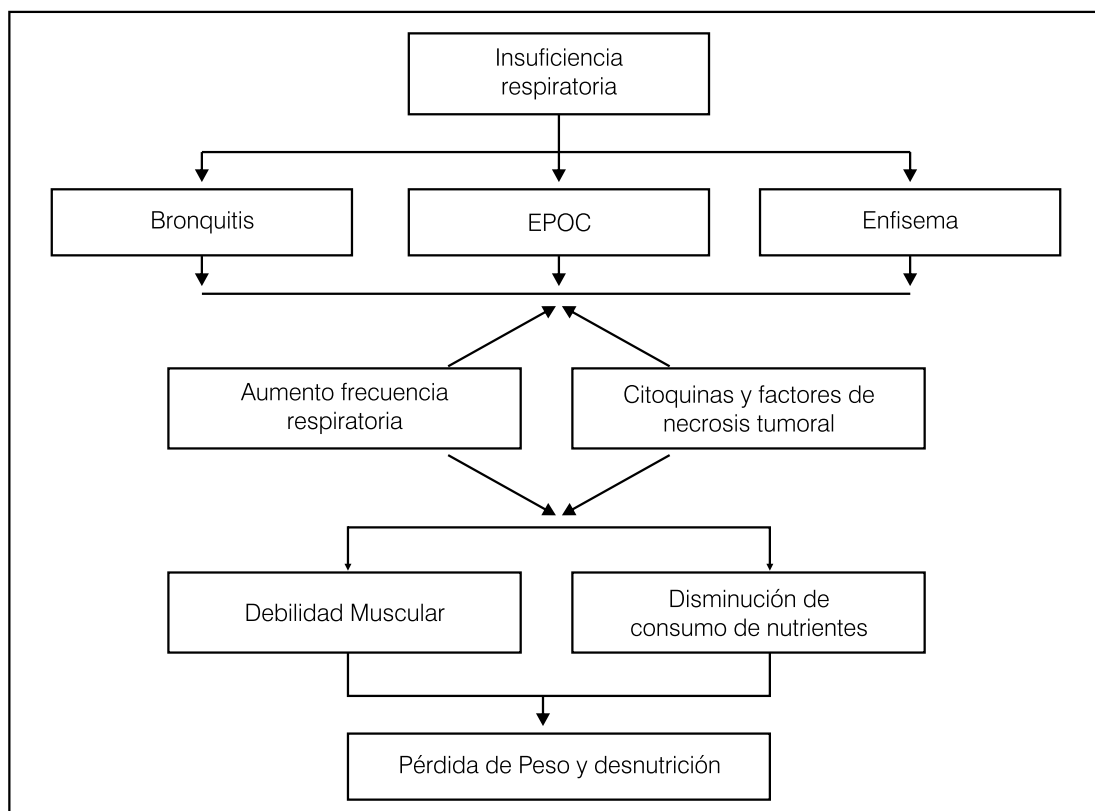 Insuficiencia
respiratoria
Bronquitis
EPOC
Enfisema
Aumento frecuencia
respiratoria
Citoquinas y factores de
necrosis tumoral
Debilidad Muscular
Disminución de
consumo de nutrientes
Pérdida de Peso y desnutrición